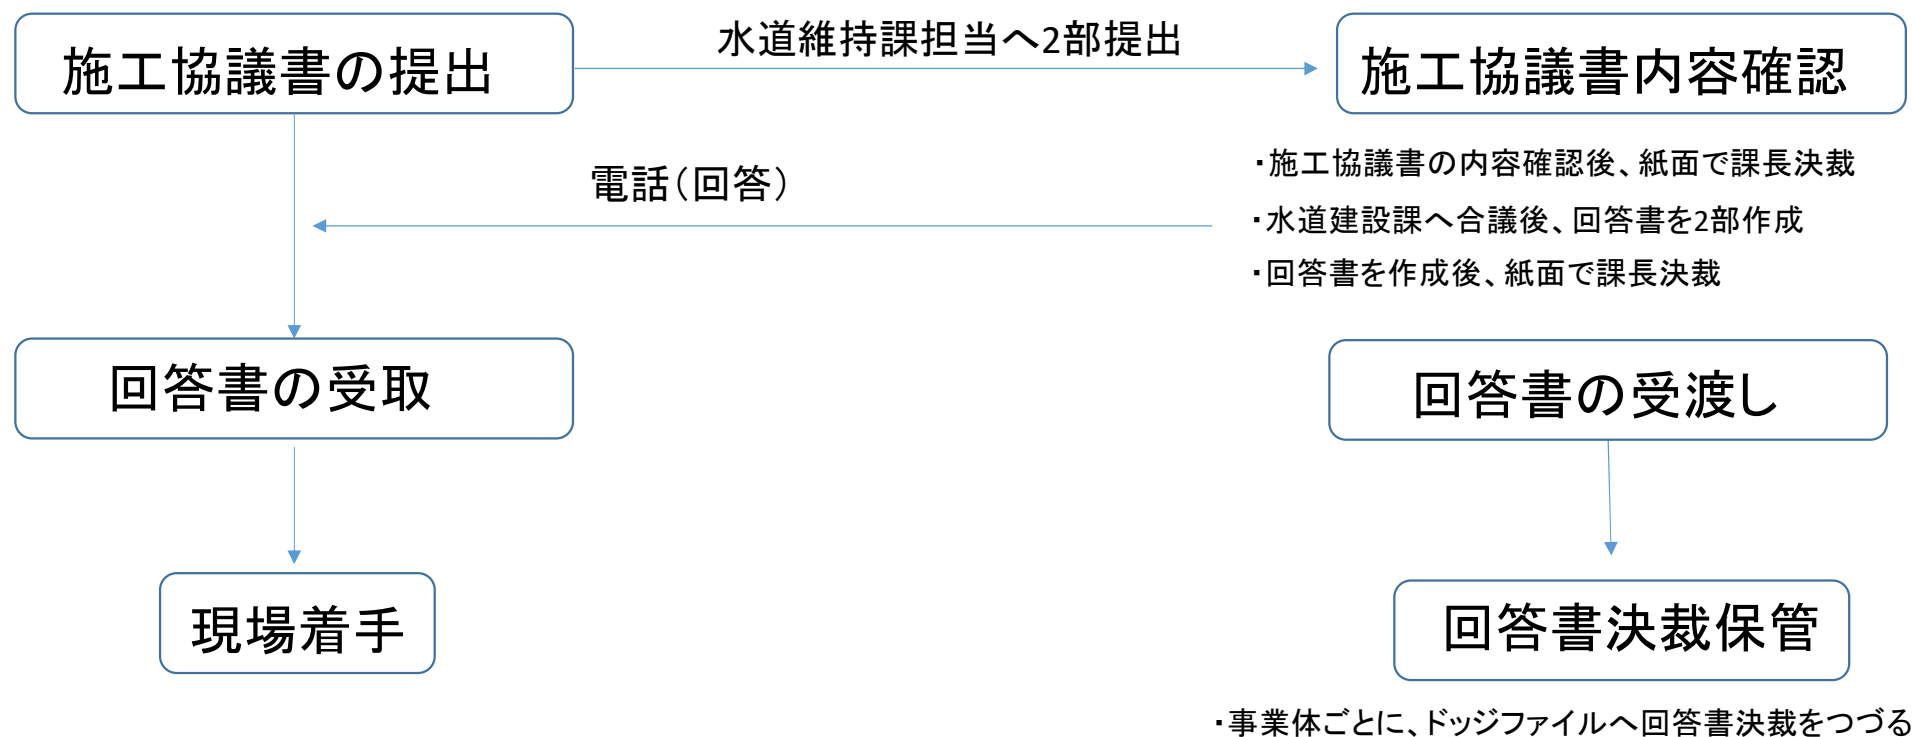 施工協議書の提出
水道維持課担当へ2部提出
施工協議書内容確認
・施工協議書の内容確認後、紙面で課長決裁
電話(回答)
・水道建設課へ合議後、回答書を2部作成
・回答書を作成後、紙面で課長決裁
回答書の受取
回答書の受渡し
現場着手
回答書決裁保管
・事業体ごとに、ドッジファイルへ回答書決裁をつづる